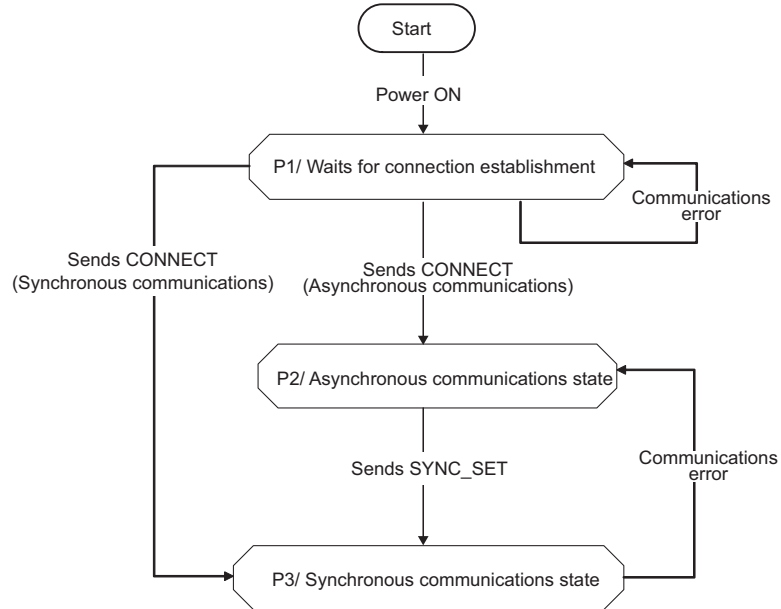 Start
Power ON
P1/ Waits for connection establishment
Communications
error
Sends CONNECT
(Synchronous communications)
Sends CONNECT
(Asynchronous communications)
P2/ Asynchronous communications state
Sends SYNC_SET
Communications
error
P3/ Synchronous communications state